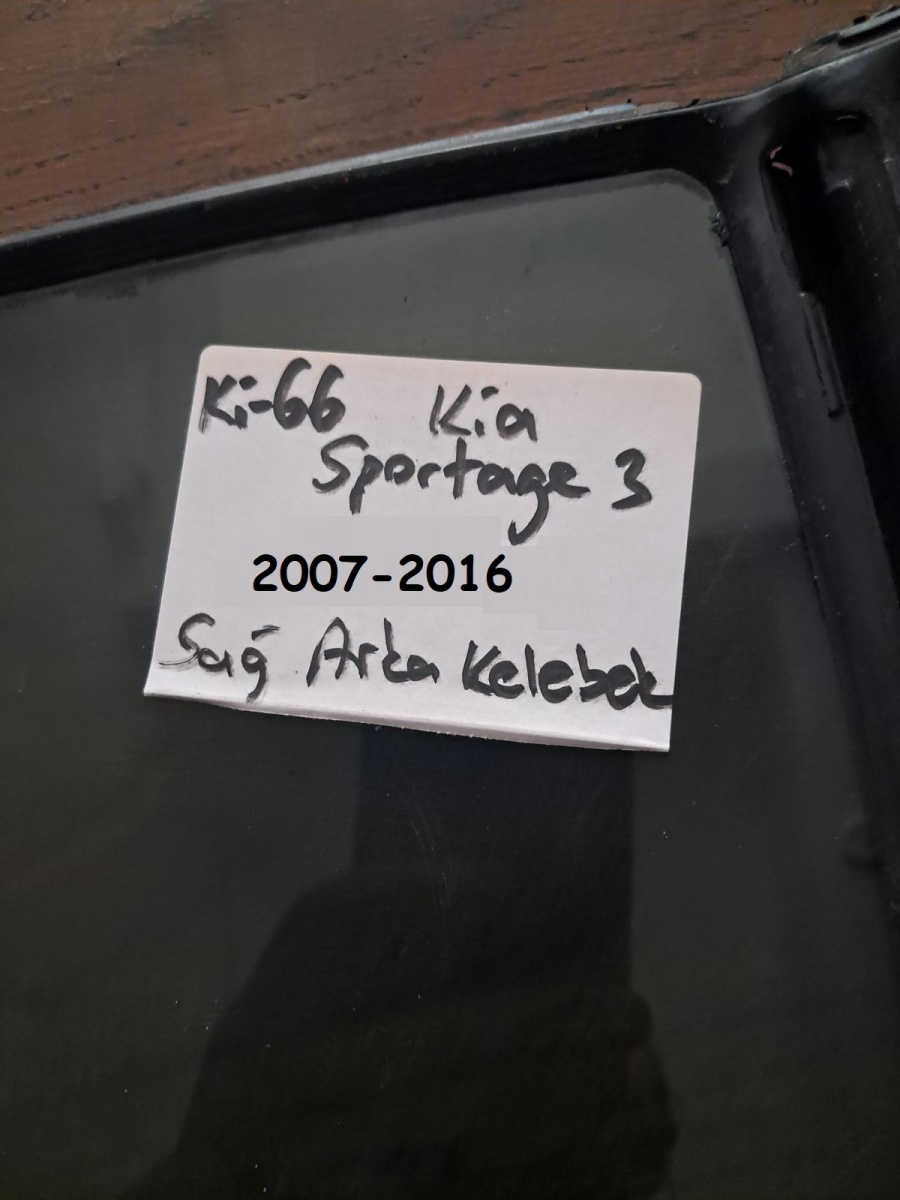 Ki-66 Kia
Sportage 3
2007-2016
Sağ Arka Kelebek